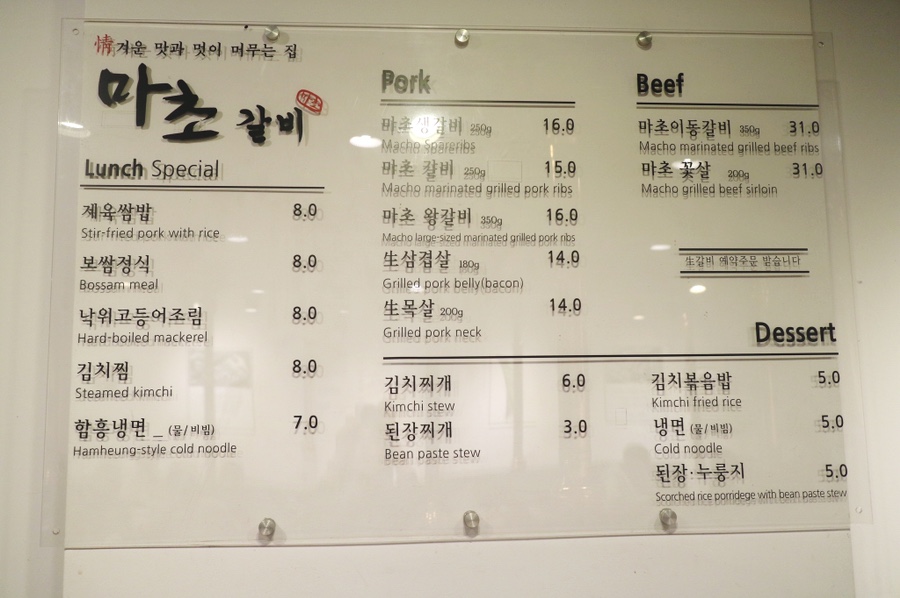 情겨운 맛과 멋이 머무는 집
마초 갈비
Lunch Special
제육쌈밥 8.0
Stir-fried pork with rice
보쌈정식 8.0
Bossam meal
낙위고등어조림 8.0
Hard-boiled mackerel
김치찜 8.0
Steamed kimchi
함흥냉면 _ (물/비빔) 7.0
Hamheung-style cold noodle
Pork
마초생갈비 250g 16.0
Macho Spareribs
마초 갈비 250g 15.0
Macho marinated grilled pork ribs
마초 왕갈비 350g 16.0
Macho large-sized marinated grilled pork ribs
生삼겹살 180g 14.0
Grilled pork belly(bacon)
生목살 200g 14.0
Grilled pork neck
김치찌개 6.0
Kimchi stew
된장찌개 3.0
Bean paste stew
Beef
마초이동갈비 350g 31.0
Macho marinated grilled beef ribs
마초 꽃살 200g 31.0
Macho grilled beef sirloin
生갈비 예약주문 받습니다
Dessert
김치볶음밥 5.0
Kimchi fried rice
냉면 (물/비빔) 5.0
Cold noodle
된장·누룽지 5.0
Scorched rice porridege with bean paste stew